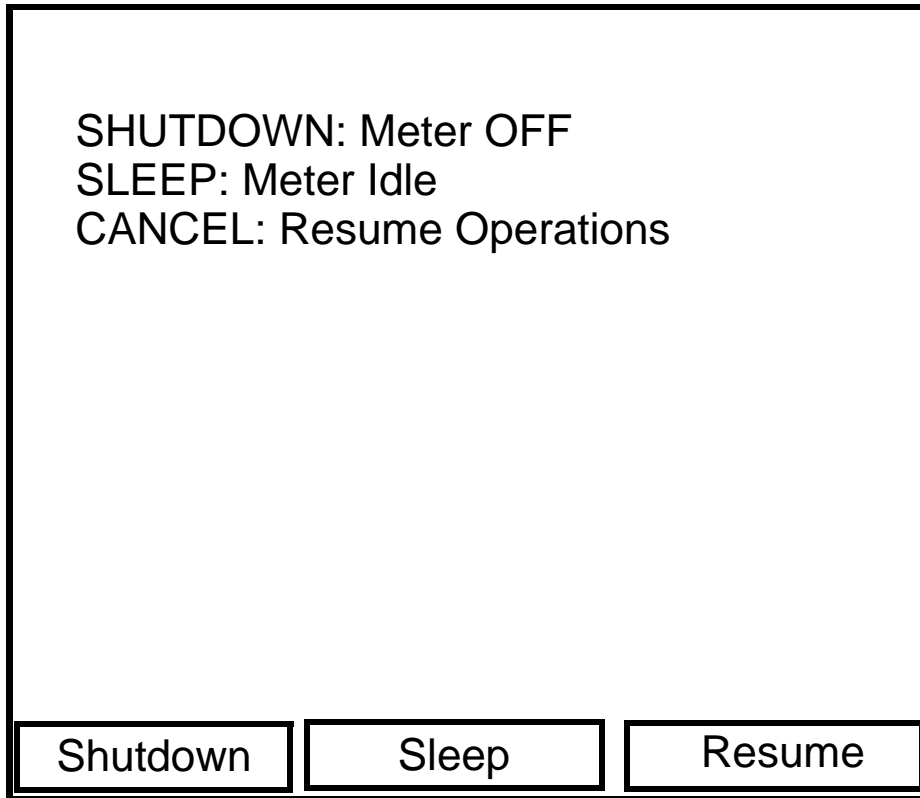 SHUTDOWN: Meter OFF
SLEEP: Meter Idle
CANCEL: Resume Operations
Shutdown Sleep Resume